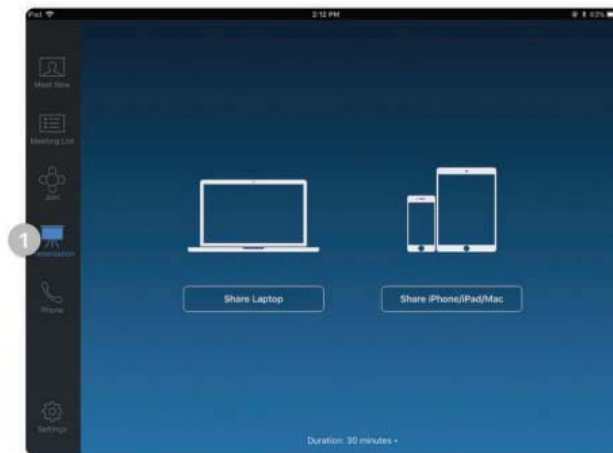 iPad
2:12 PM
Meet Now
Meeting List
Join
1
Presentation
Share Laptop
Share iPhone/iPad/Mac
Phone
Settings
Duration: 30 minutes